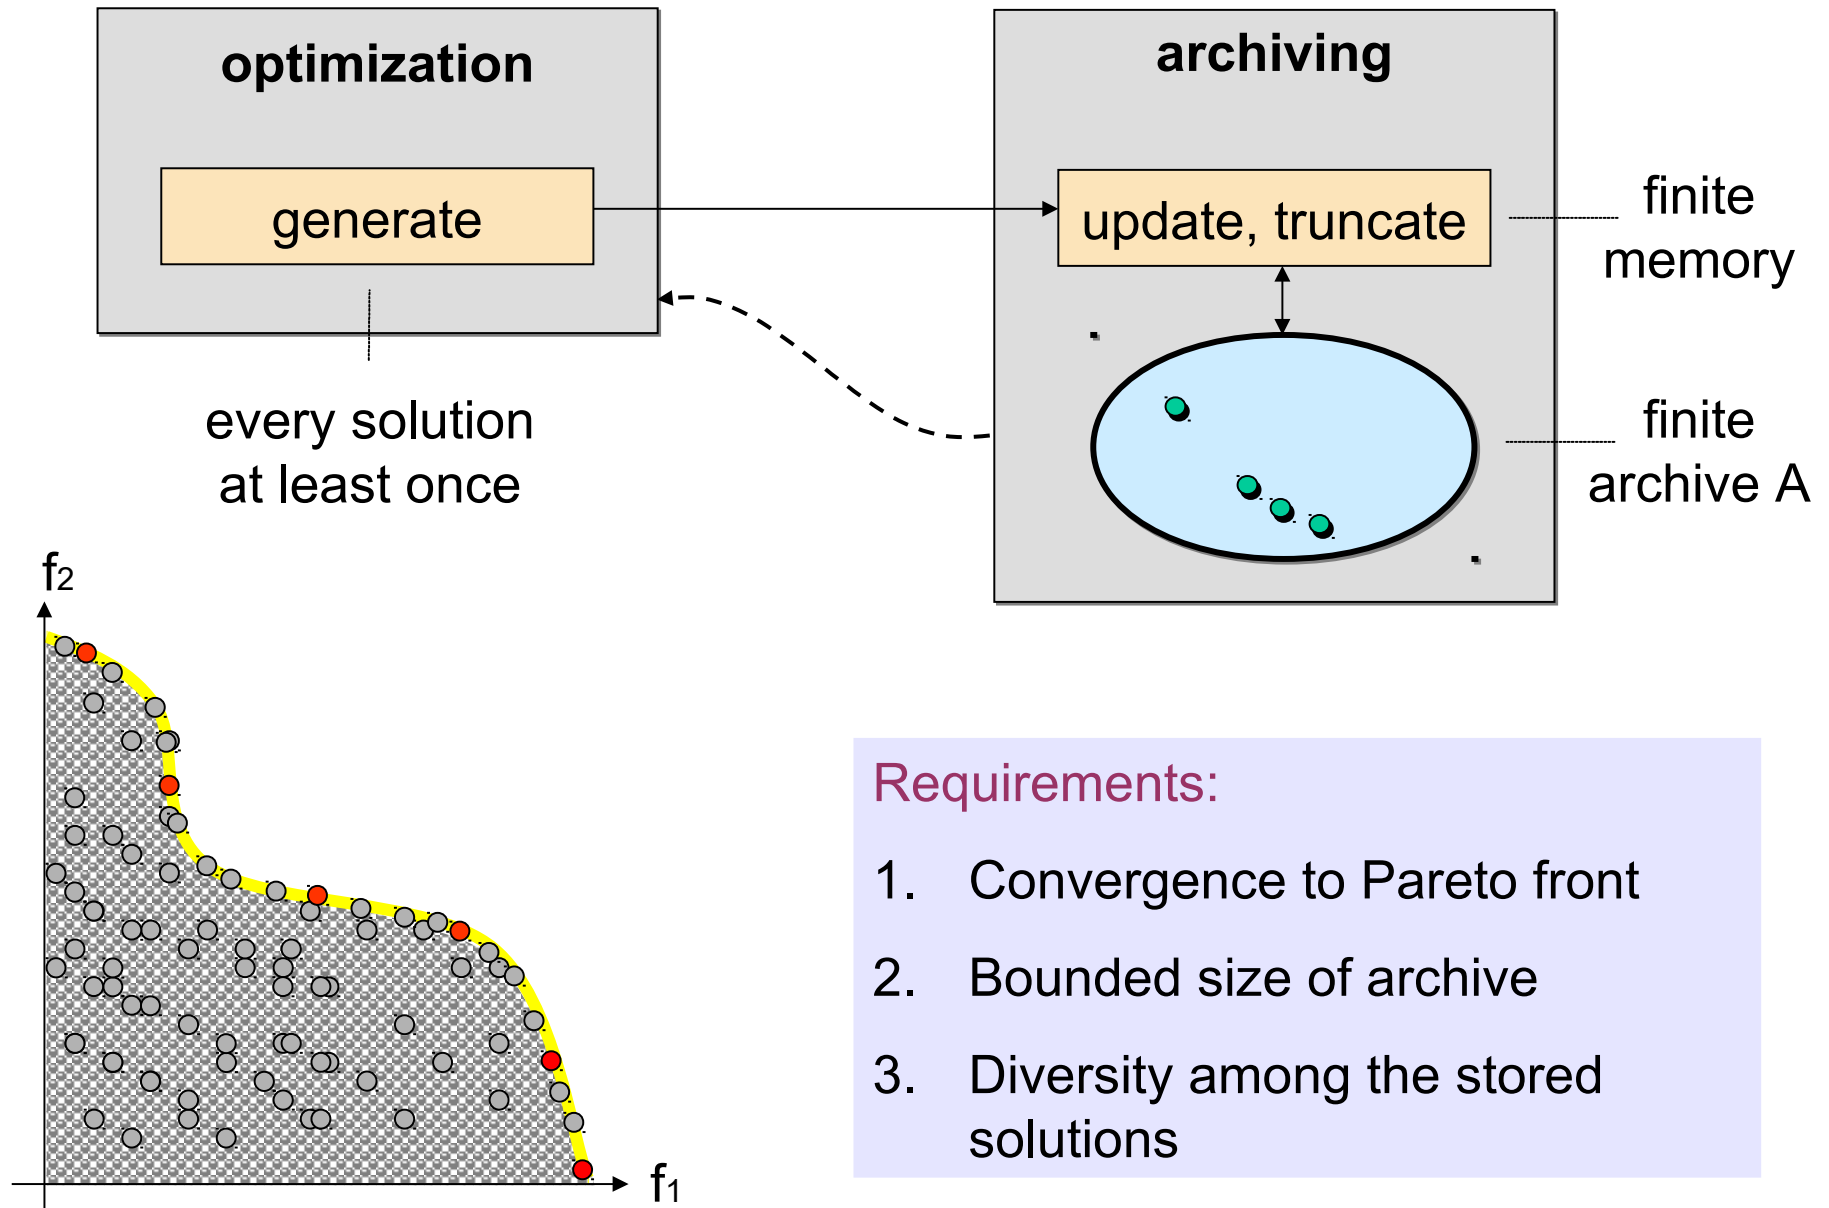 optimization
archiving
generate
update, truncate
finite
memory
every solution
at least once
finite
archive A
f2
f1
Requirements:
1. Convergence to Pareto front
2. Bounded size of archive
3. Diversity among the stored
solutions